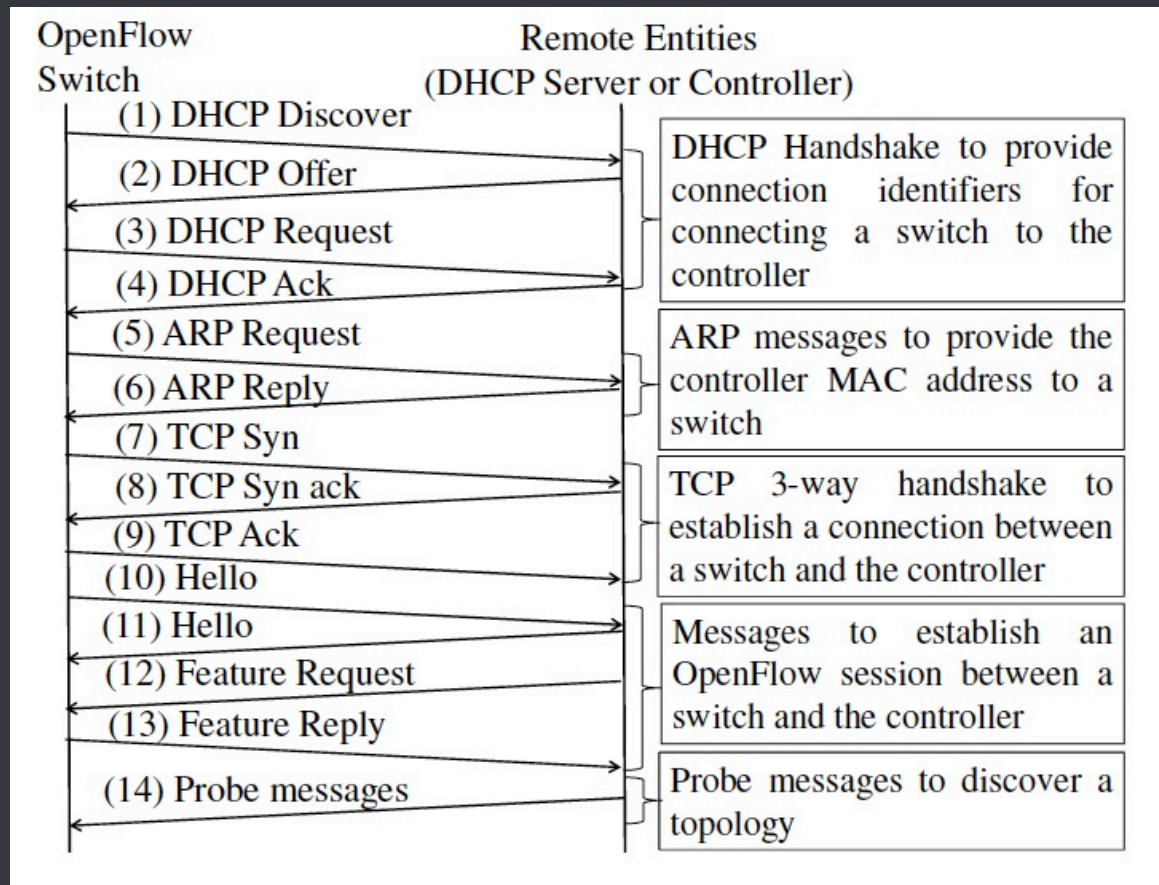 OpenFlow
Switch
Remote Entities
(DHCP Server or Controller)
(1) DHCP Discover
(2) DHCP Offer
(3) DHCP Request
(4) DHCP Ack
DHCP Handshake to provide
connection identifiers for
connecting a switch to the
controller
(5) ARP Request
(6) ARP Reply
ARP messages to provide the
controller MAC address to a
switch
(7) TCP Syn
(8) TCP Syn ack
(9) TCP Ack
TCP 3-way handshake to
establish a connection between
a switch and the controller
(10) Hello
(11) Hello
(12) Feature Request
(13) Feature Reply
Messages to establish an
OpenFlow session between a
switch and the controller
(14) Probe messages
Probe messages to discover a
topology